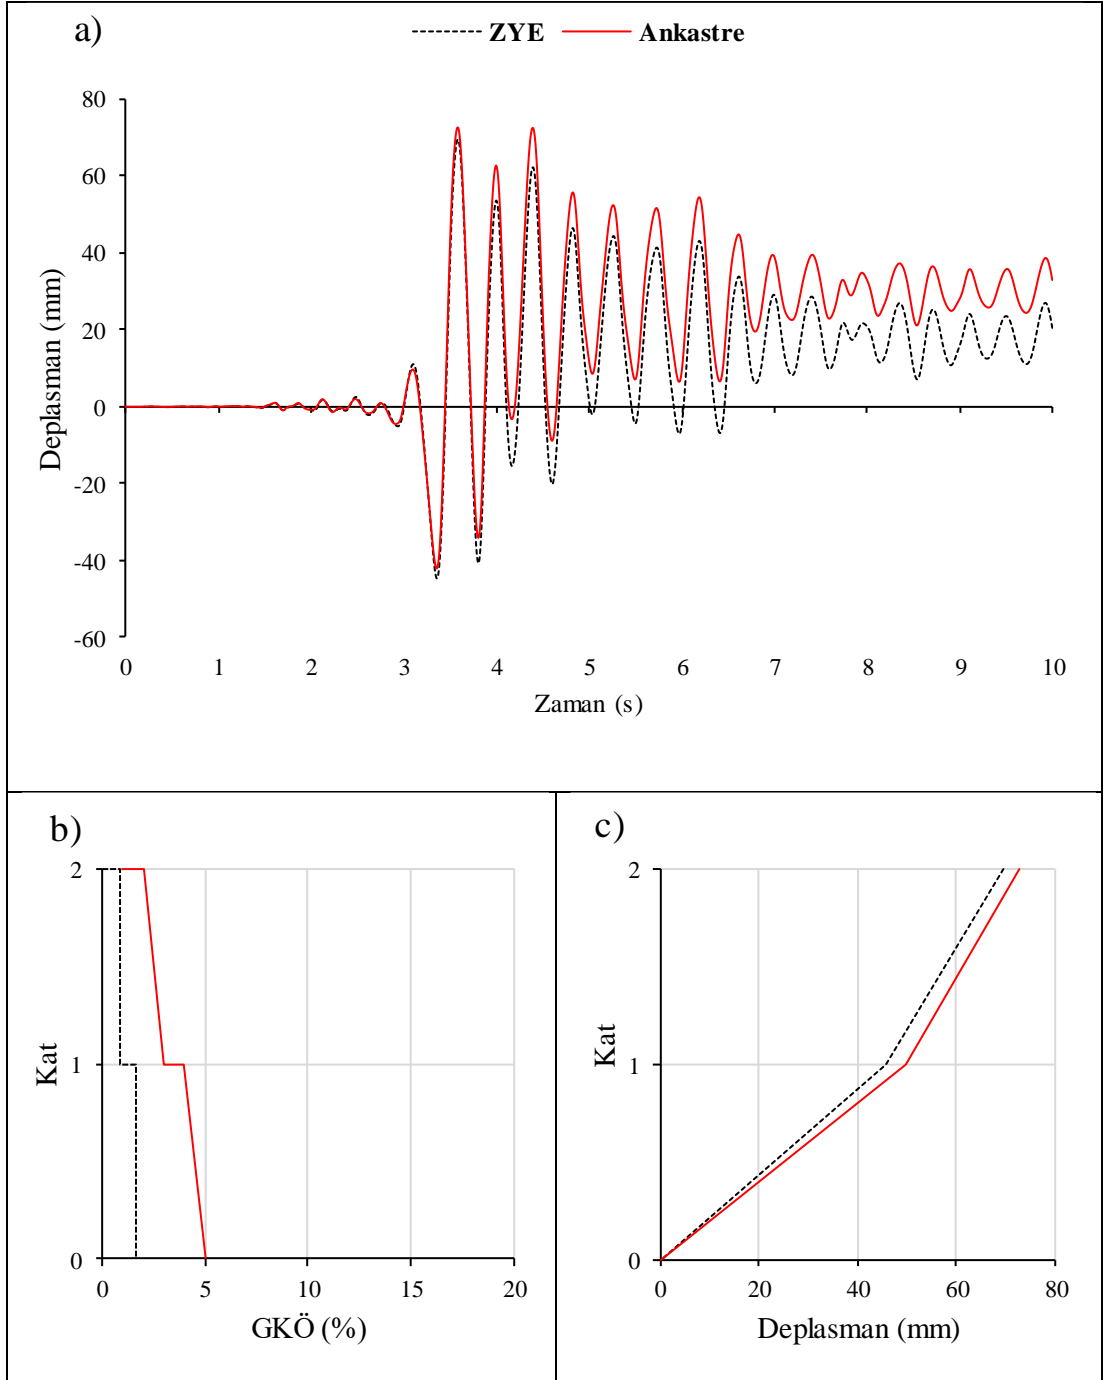 a)
ZYE Ankastre
80
60
40
20
0
-20
-40
-60
Deplasman (mm)
0 1 2 3 4 5 6 7 8 9 10
Zaman (s)
b)
2
1
0
Kat
0 5 10 15 20
GKÖ (%)
c)
2
1
0
Kat
0 20 40 60 80
Deplasman (mm)